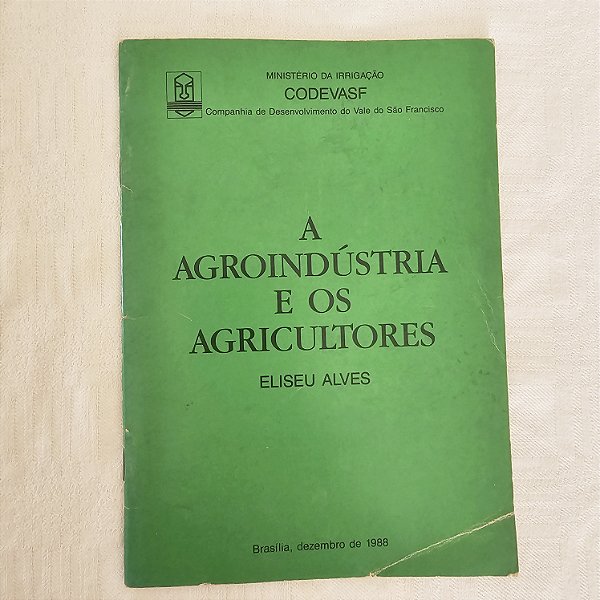 MINISTÉRIO DA IRRIGAÇÃO
CODEVASF
Companhia de Desenvolvimento do Vale do São Francisco
A
AGROINDÚSTRIA
E OS
AGRICULTORES
ELISEU ALVES
Brasília, dezembro de 1988